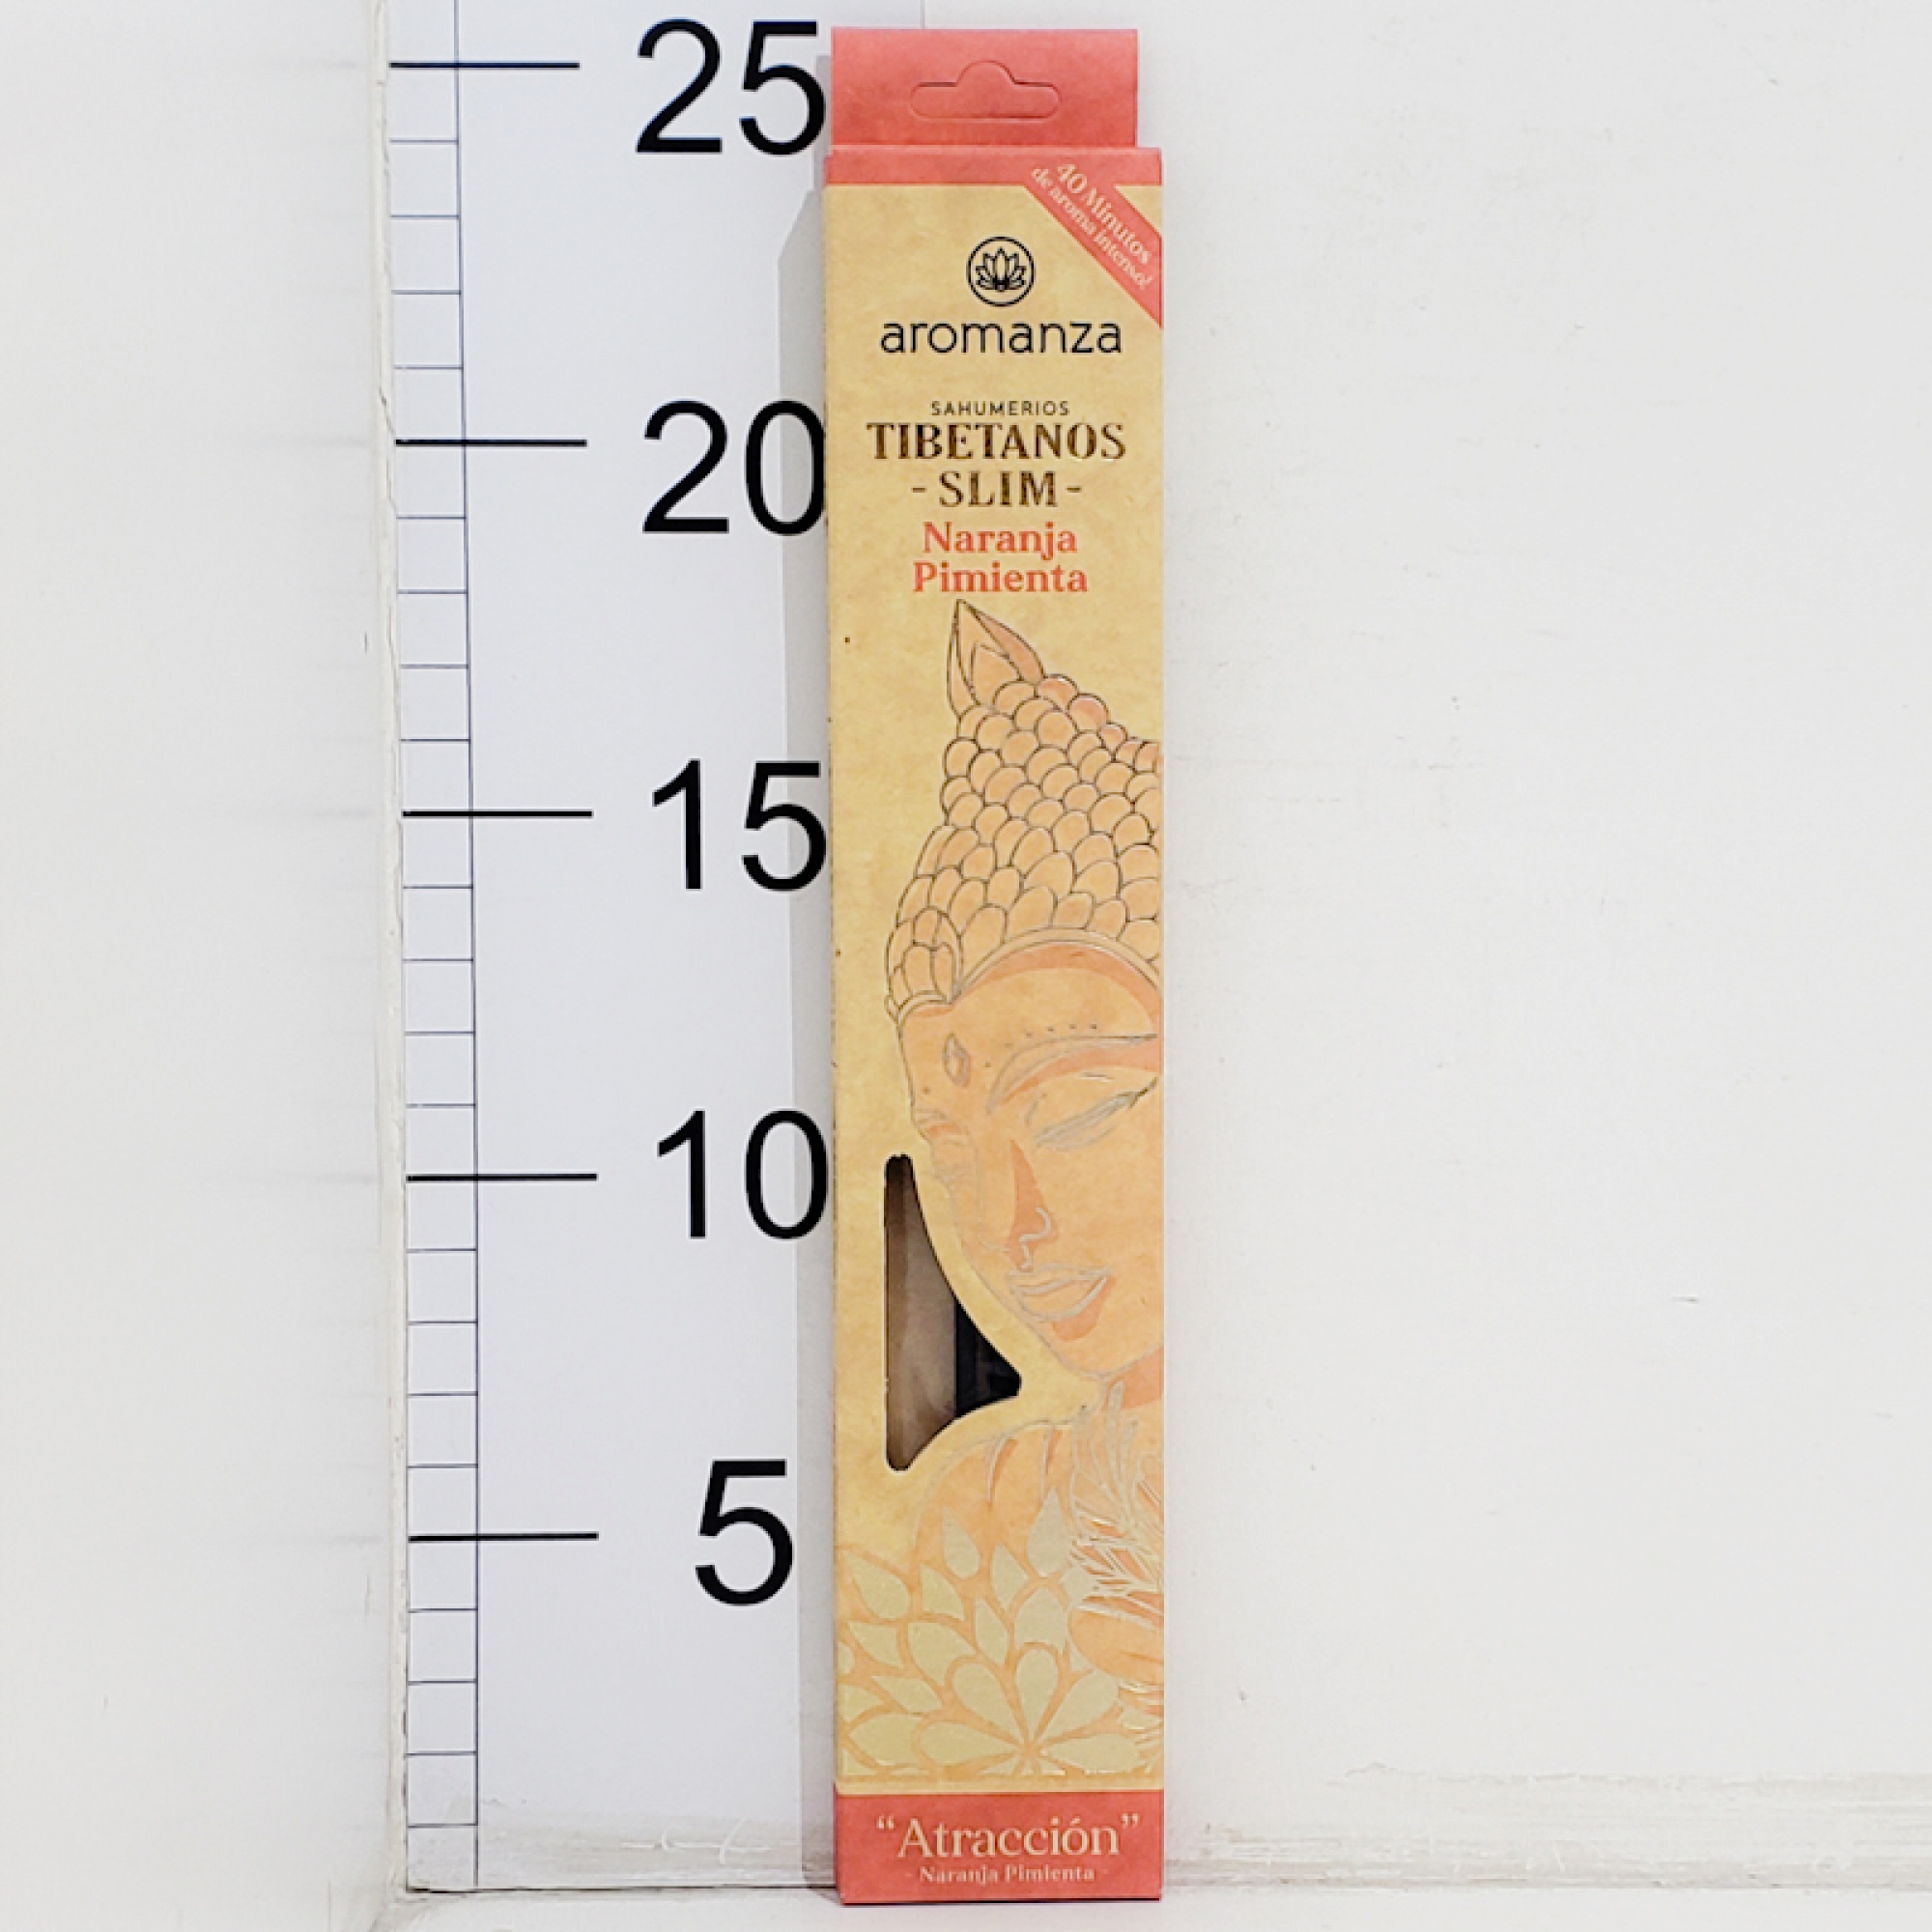 25
40 Minutos
de aroma intenso!
aromanza
SAHUMERIOS
TIBETANOS
- SLIM -
20
Naranja
Pimienta
15
10
5
“Atracción”
- Naranja Pimienta -